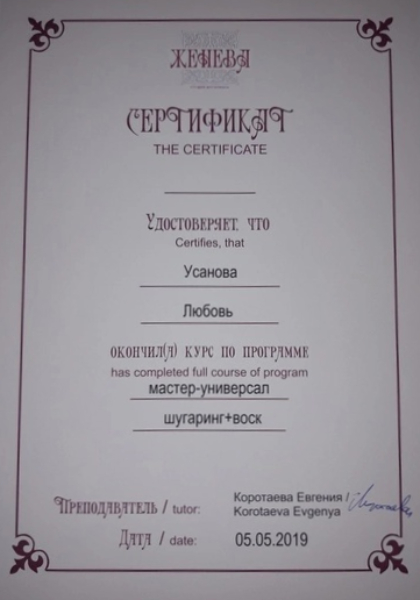 ЖЕНЕВА
СЕРТИФИКАТ
THE CERTIFICATE
Удостоверяет, что
Certifies, that
Усанова
Любовь
окончил(а) курс по программе
has completed full course of program
мастер-универсал
шугаринг+воск
Преподаватель / tutor: Коротаева Евгения /
Korotaeva Evgenya
Дата / date: 05.05.2019